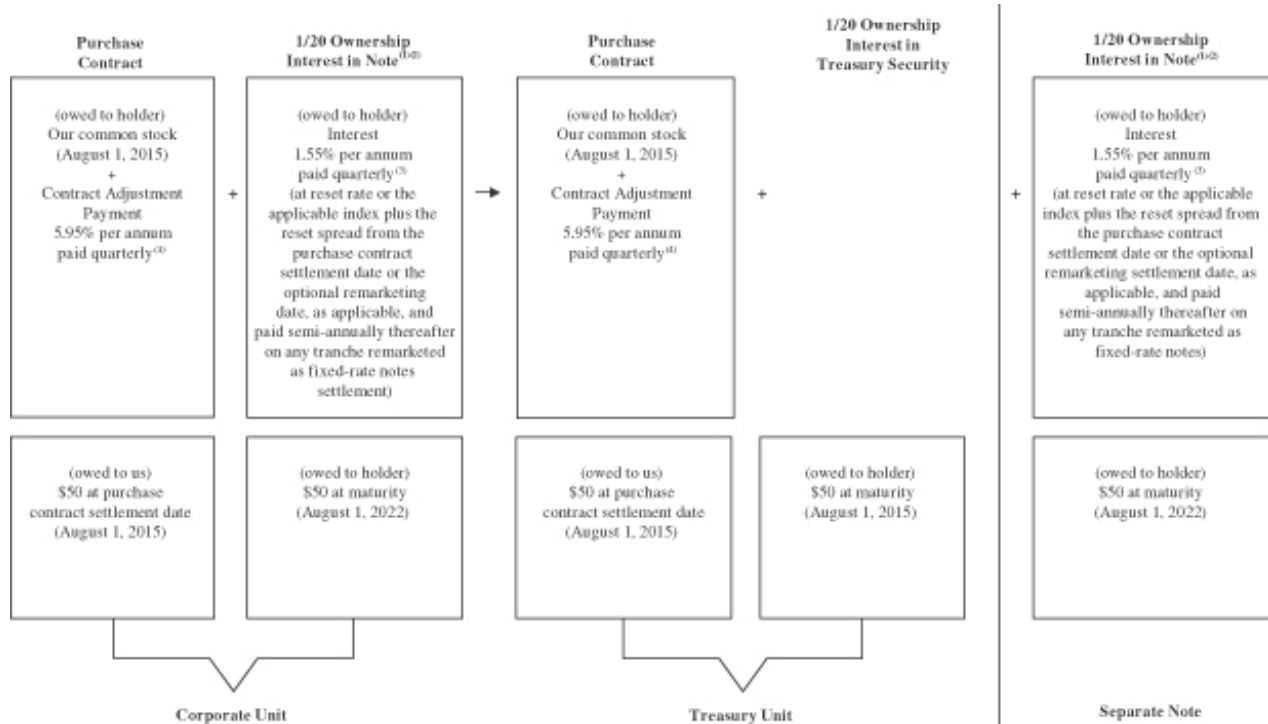 Purchase
Contract
1/20 Ownership
Interest in Note(1)(2)
(owed to holder)
Our common stock
(August 1, 2015)
+
Contract Adjustment
Payment
5.95% per annum
paid quarterly(4)
+
(owed to holder)
Interest
1.55% per annum
paid quarterly(3)
(at reset rate or the
applicable index plus the
reset spread from the
purchase contract
settlement date or the
optional remarketing
date, as applicable, and
paid semi-annually thereafter
on any tranche remarketed
as fixed-rate notes
settlement)
(owed to us)
$50 at purchase
contract settlement date
(August 1, 2015)
(owed to holder)
$50 at maturity
(August 1, 2022)
Corporate Unit
Purchase
Contract
1/20 Ownership
Interest in
Treasury Security
(owed to holder)
Our common stock
(August 1, 2015)
+
Contract Adjustment
Payment
5.95% per annum
paid quarterly(4)
+
(owed to us)
$50 at purchase
contract settlement date
(August 1, 2015)
(owed to holder)
$50 at maturity
(August 1, 2015)
Treasury Unit
+
1/20 Ownership
Interest in Note(1)(2)
(owed to holder)
Interest
1.55% per annum
paid quarterly(3)
(at reset rate or the applicable
index plus the reset spread from
the purchase contract
settlement date or the optional
remarketing settlement date, as
applicable, and paid
semi-annually thereafter on
any tranche remarketed as
fixed-rate notes)
(owed to holder)
$50 at maturity
(August 1, 2022)
Separate Note